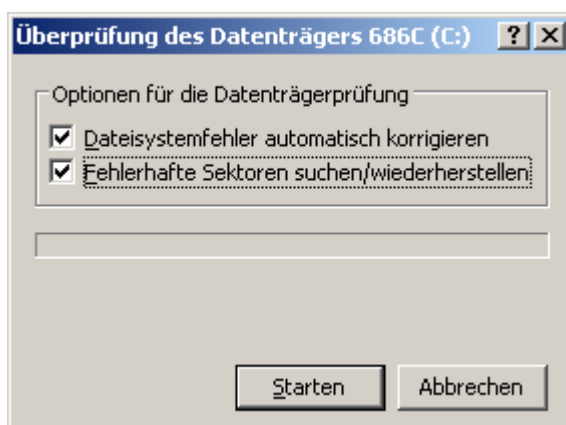 Überprüfung des Datenträgers 686C (C:)
Optionen für die Datenträgerprüfung
Dateisystemfehler automatisch korrigieren
Fehlerhafte Sektoren suchen/wiederherstellen
Starten
Abbrechen